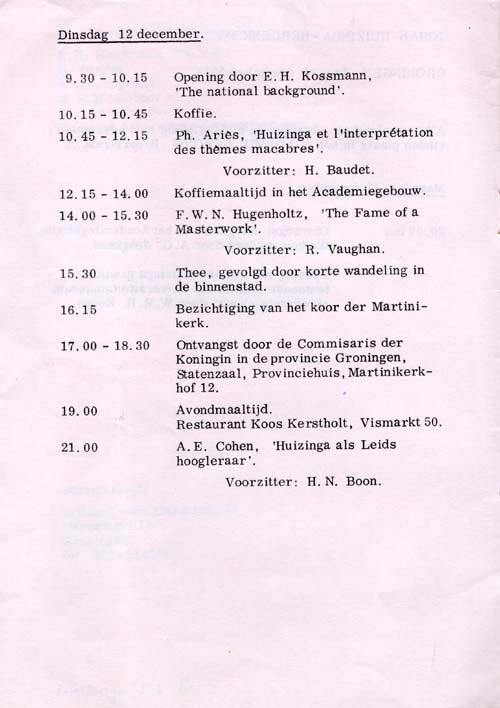 Dinsdag 12 december.
9.30 - 10.15 Opening door E.H. Kossmann,
'The national background'.
10.15 - 10.45 Koffie.
10.45 - 12.15 Ph. Ariès, 'Huizinga et l'interprétation
des thèmes macabres'.
Voorzitter: H. Baudet.
12.15 - 14.00 Koffiemaaltijd in het Academiegebouw.
14.00 - 15.30 F.W.N. Hugenholtz, 'The Fame of a
Masterwork'.
Voorzitter: R. Vaughan.
15.30 Thee, gevolgd door korte wandeling in
de binnenstad.
16.15 Bezichtiging van het koor der Martini-
kerk.
17.00 - 18.30 Ontvangst door de Commisaris der
Koningin in de provincie Groningen,
Statenzaal, Provinciehuis, Martinikerk-
hof 12.
19.00 Avondmaaltijd.
Restaurant Koos Kerstholt, Vismarkt 50.
21.00 A.E. Cohen, 'Huizinga als Leids
hoogleraar'.
Voorzitter: H.N. Boon.